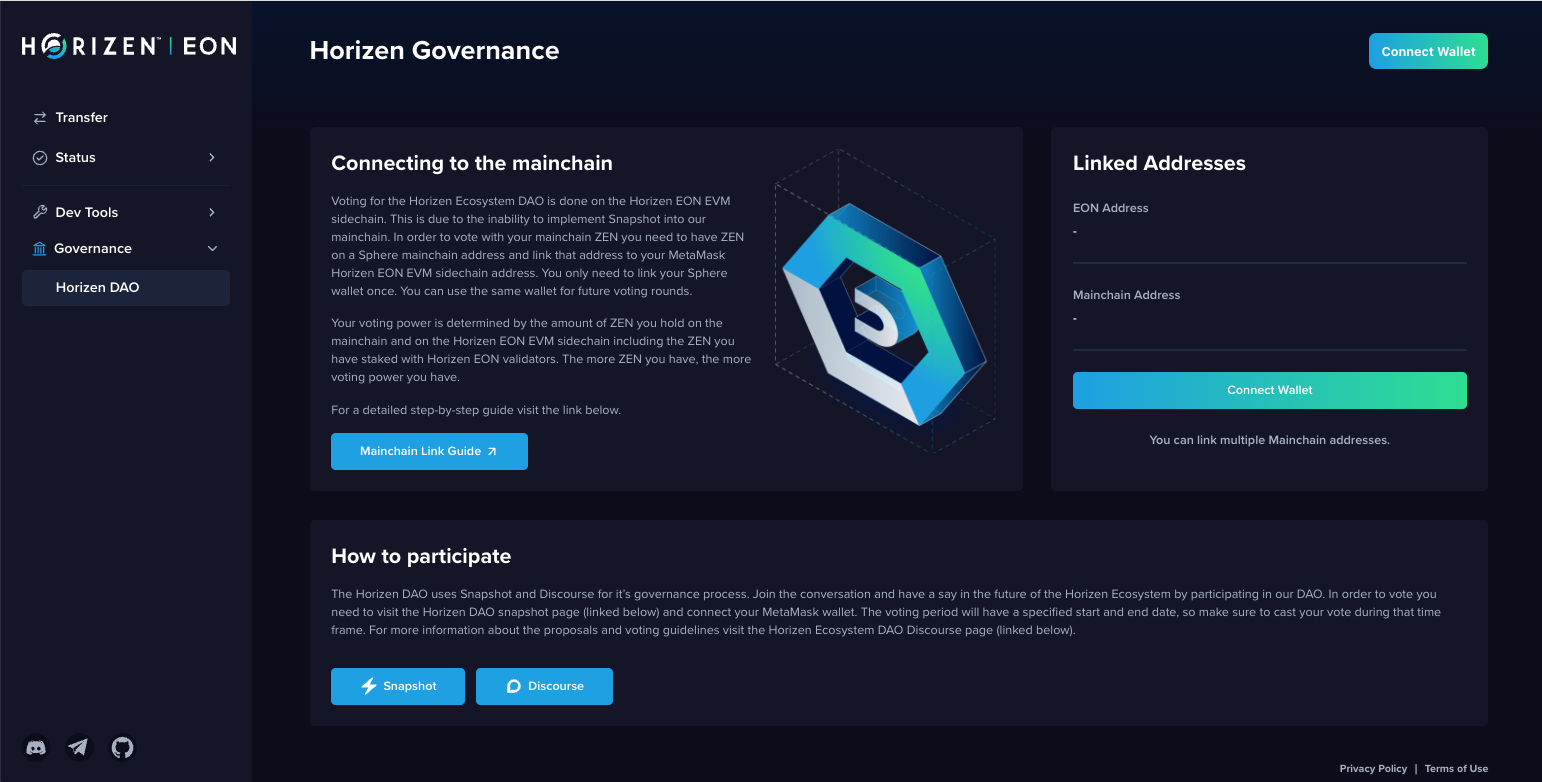 HORIZEN™ | EON
Transfer
Status
Dev Tools
Governance
Horizen DAO
Horizen Governance
Connect Wallet
Connecting to the mainchain
Voting for the Horizen Ecosystem DAO is done on the Horizen EON EVM
sidechain. This is due to the inability to implement Snapshot into our
mainchain. In order to vote with your mainchain ZEN you need to have ZEN
on a Sphere mainchain address and link that address to your MetaMask
Horizen EON EVM sidechain address. You only need to link your Sphere
wallet once. You can use the same wallet for future voting rounds.
Your voting power is determined by the amount of ZEN you hold on the
mainchain and on the Horizen EON EVM sidechain including the ZEN you
have staked with Horizen EON validators. The more ZEN you have, the more
voting power you have.
For a detailed step-by-step guide visit the link below.
Mainchain Link Guide
Linked Addresses
EON Address
-
Mainchain Address
-
Connect Wallet
You can link multiple Mainchain addresses.
How to participate
The Horizen DAO uses Snapshot and Discourse for it's governance process. Join the conversation and have a say in the future of the Horizen Ecosystem by participating in our DAO. In order to vote you
need to visit the Horizen DAO snapshot page (linked below) and connect your MetaMask wallet. The voting period will have a specified start and end date, so make sure to cast your vote during that time
frame. For more information about the proposals and voting guidelines visit the Horizen Ecosystem DAO Discourse page (linked below).
Snapshot
Discourse
Privacy Policy | Terms of Use